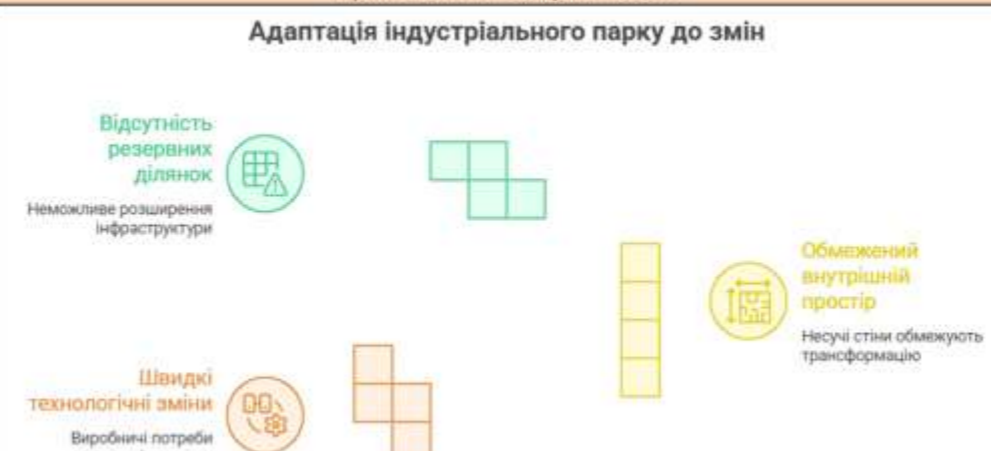 Адаптація індустріального парку до змін
Відсутність
резервних
ділянок
Неможливе розширення
інфраструктури
Обмежений
внутрішній
простір
Несучі стіни обмежують
трансформацію
Швидкі
технологічні зміни
Виробничі потреби